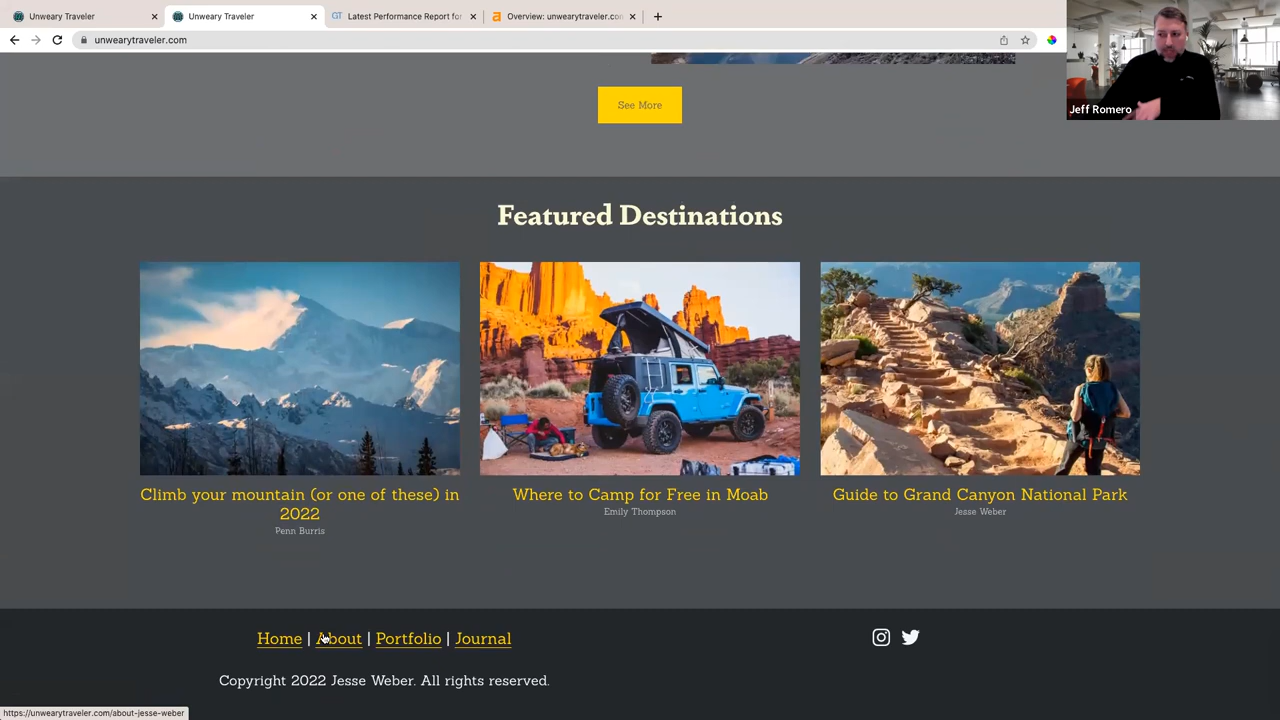 Unweary Traveler
Unweary Traveler
GT Latest Performance Report for
Overview: unwearytraveler.com
unwearytraveler.com
Jeff Romero
See More
Featured Destinations
Climb your mountain (or one of these) in
2022
Penn Burris
Where to Camp for Free in Moab
Emily Thompson
Guide to Grand Canyon National Park
Jesse Weber
Home | About | Portfolio | Journal
Copyright 2022 Jesse Weber. All rights reserved.
https://unwearytraveler.com/about-jesse-weber